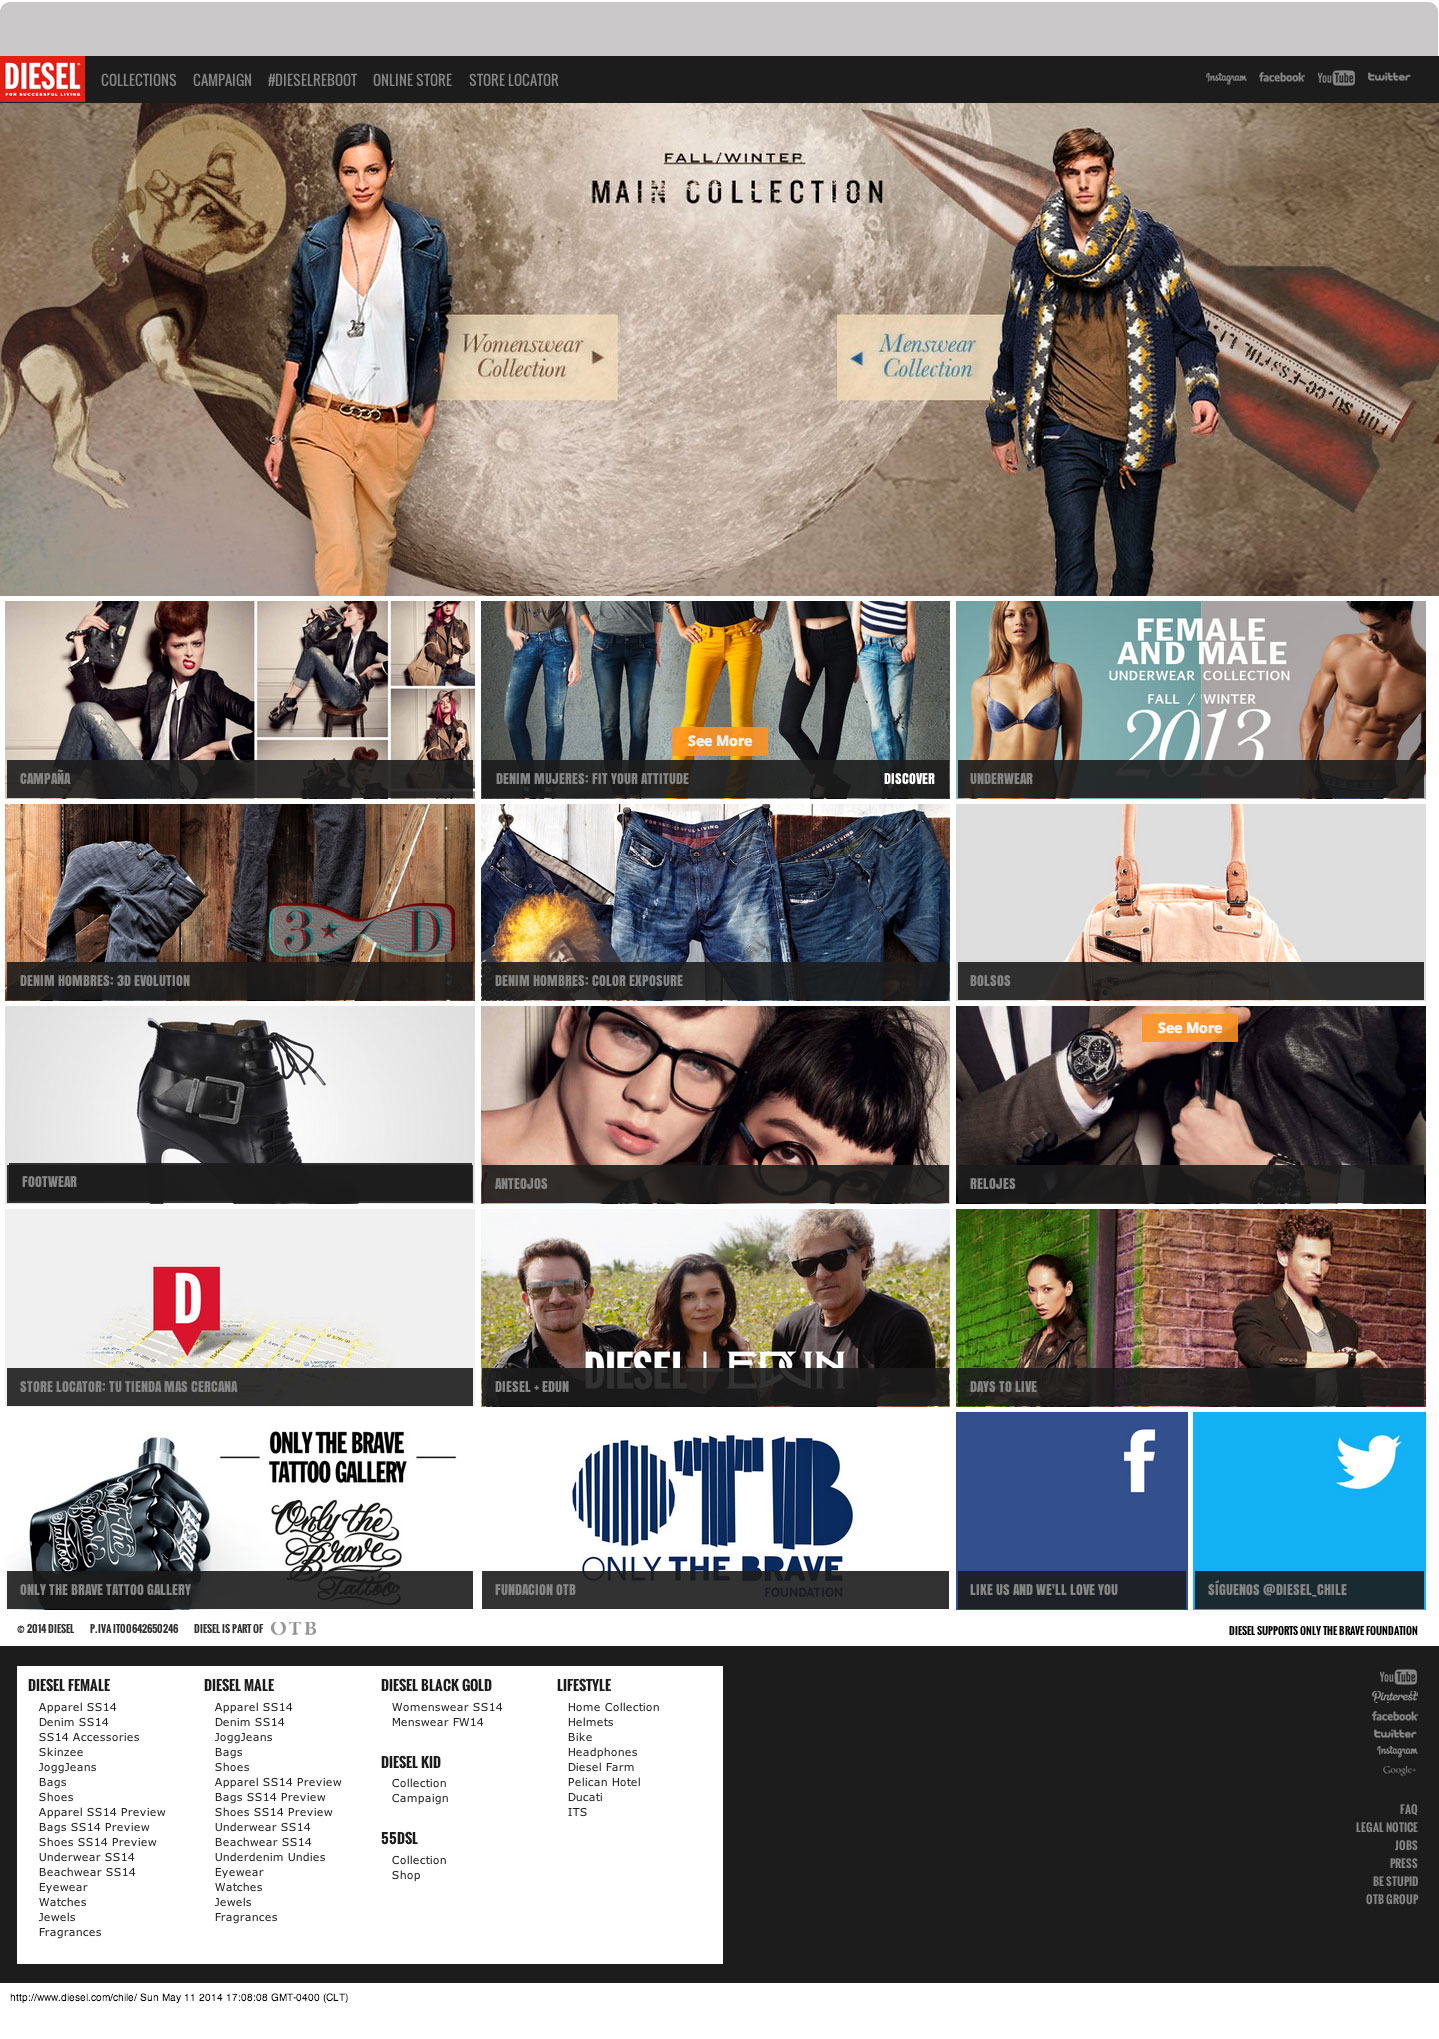 DIESEL
FOR SUCCESSFUL LIVING
COLLECTIONS
CAMPAIGN
#DIESELREBOOT
ONLINE STORE
STORE LOCATOR
Instagram
facebook
YouTube
twitter
FALL/WINTER
MAIN COLLECTION
Womenswear
Collection
Menswear
Collection
CAMPAÑA
See More
DENIM MUJERES: FIT YOUR ATTITUDE
DISCOVER
FEMALE
AND MALE
UNDERWEAR COLLECTION
FALL / WINTER
2013
UNDERWEAR
3 D
DENIM HOMBRES: 3D EVOLUTION
DENIM HOMBRES: COLOR EXPOSURE
BOLSOS
FOOTWEAR
ANTEOJOS
See More
RELOJES
D
STORE LOCATOR: TU TIENDA MAS CERCANA
DIESEL | EDUN
DIESEL + EDUN
DAYS TO LIVE
ONLY THE BRAVE
TATTOO GALLERY
Only the
Brave
Tattoo
ONLY THE BRAVE TATTOO GALLERY
OTB
ONLY THE BRAVE
FOUNDATION
FUNDACION OTB
f
LIKE US AND WE'LL LOVE YOU
SÍGUENOS @DIESEL_CHILE
© 2014 DIESEL P.IVA IT00642650246 DIESEL IS PART OF OTB
DIESEL SUPPORTS ONLY THE BRAVE FOUNDATION
DIESEL FEMALE
Apparel SS14
Denim SS14
SS14 Accessories
Skinzee
JoggJeans
Bags
Shoes
Apparel SS14 Preview
Bags SS14 Preview
Shoes SS14 Preview
Underwear SS14
Beachwear SS14
Eyewear
Watches
Jewels
Fragrances
DIESEL MALE
Apparel SS14
Denim SS14
JoggJeans
Bags
Shoes
Apparel SS14 Preview
Bags SS14 Preview
Shoes SS14 Preview
Underwear SS14
Beachwear SS14
Underdenim Undies
Eyewear
Watches
Jewels
Fragrances
DIESEL BLACK GOLD
Womenswear SS14
Menswear FW14
DIESEL KID
Collection
Campaign
55DSL
Collection
Shop
LIFESTYLE
Home Collection
Helmets
Bike
Headphones
Diesel Farm
Pelican Hotel
Ducati
ITS
YouTube
Pinterest
facebook
twitter
Instagram
Google+
FAQ
LEGAL NOTICE
JOBS
PRESS
BE STUPID
OTB GROUP
http://www.diesel.com/chile/ Sun May 11 2014 17:08:08 GMT-0400 (CLT)